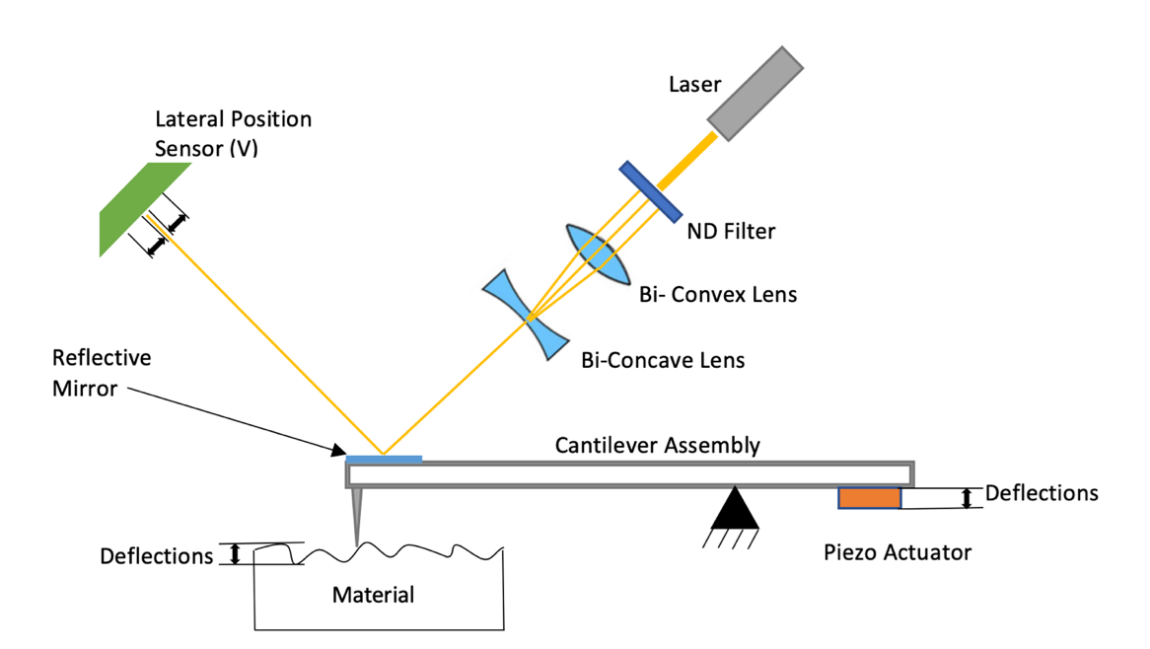 Laser
Lateral Position
Sensor (V)
ND Filter
Bi- Convex Lens
Reflective
Mirror
Bi-Concave Lens
Cantilever Assembly
Deflections
Deflections
Piezo Actuator
Material